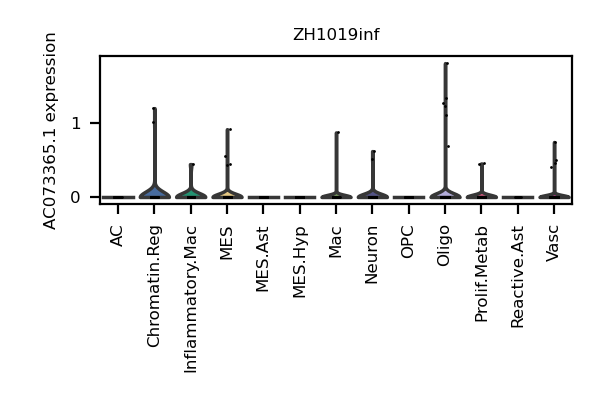 ZH1019inf
AC073365.1 expression
1
0
AC
Chromatin.Reg
Inflammatory.Mac
MES
MES.Ast
MES.Hyp
Mac
Neuron
OPC
Oligo
Prolif.Metab
Reactive.Ast
Vasc